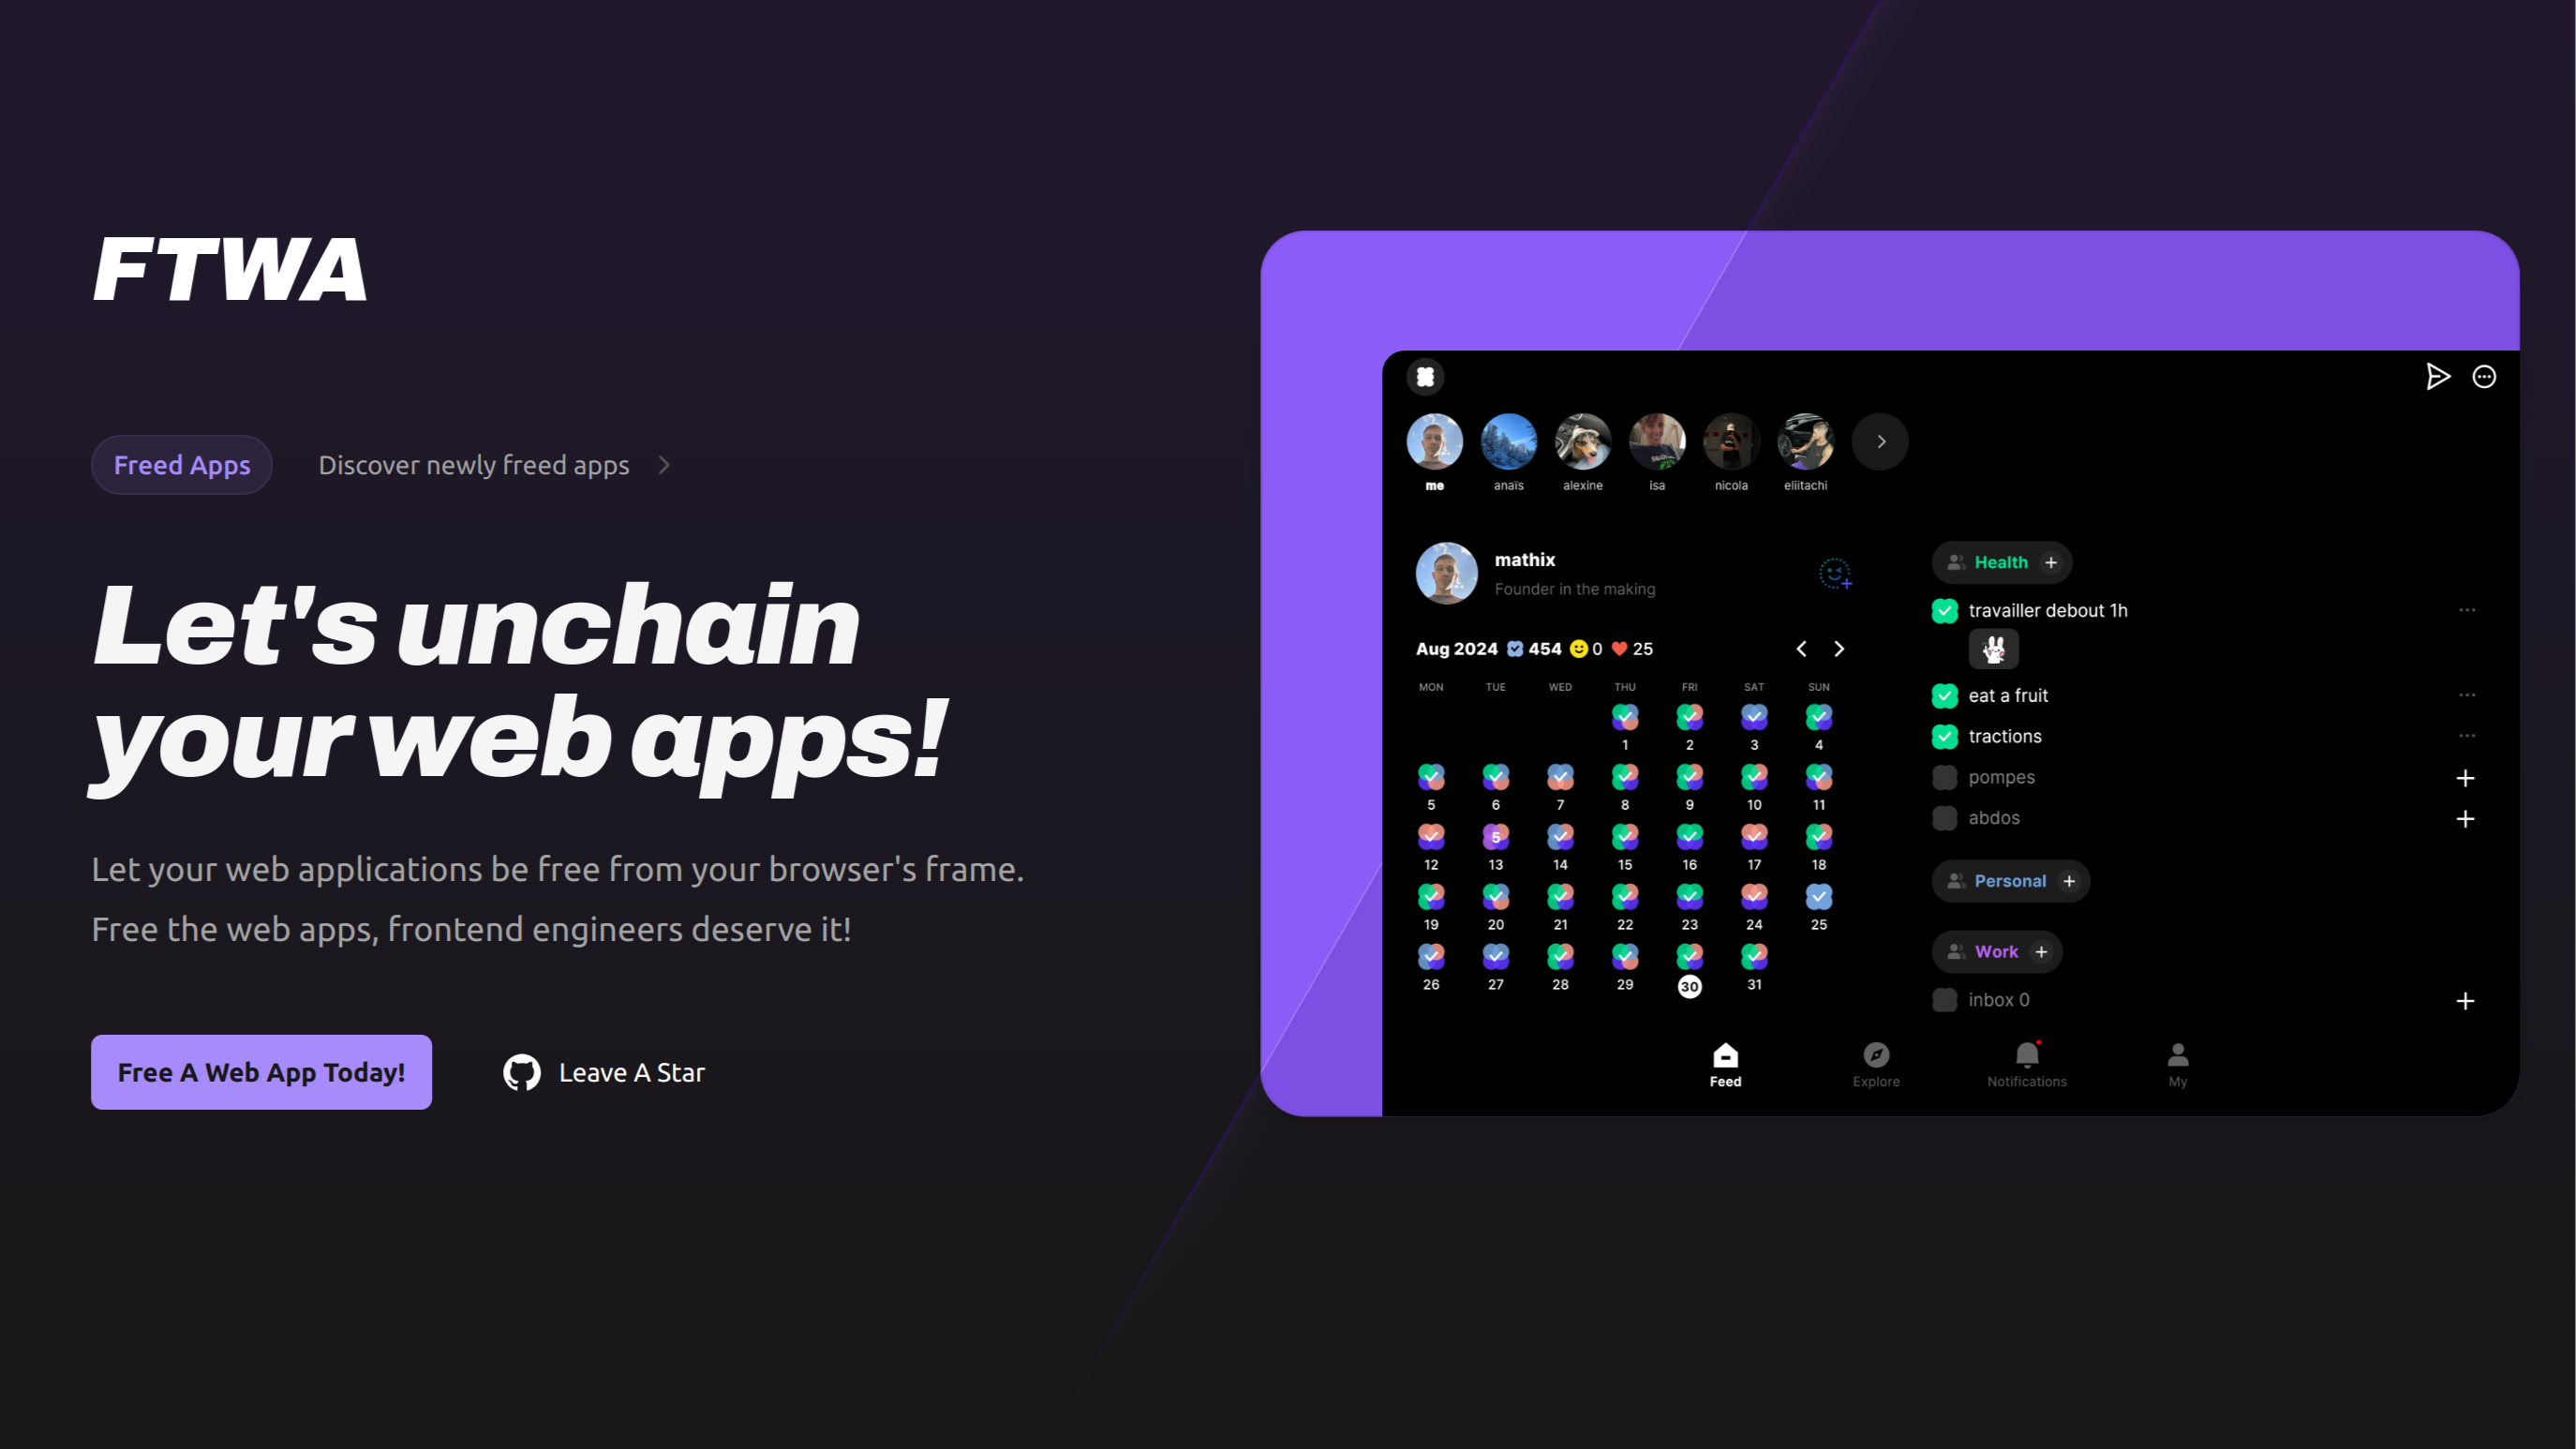 FTWA
Freed Apps
Discover newly freed apps
Let's unchain
your web apps!
Let your web applications be free from your browser's frame.
Free the web apps, frontend engineers deserve it!
Free A Web App Today!
Leave A Star
me
anaïs
alexine
isa
nicola
eliitachi
mathix
Founder in the making
Aug 2024 454 0 25
MON TUE WED THU FRI SAT SUN
1 2 3 4
5 6 7 8 9 10 11
5
12 13 14 15 16 17 18
19 20 21 22 23 24 25
26 27 28 29 30 31
Health +
travailler debout 1h
eat a fruit
tractions
pompes
abdos
Personal +
Work +
inbox 0
Feed
Explore
Notifications
My